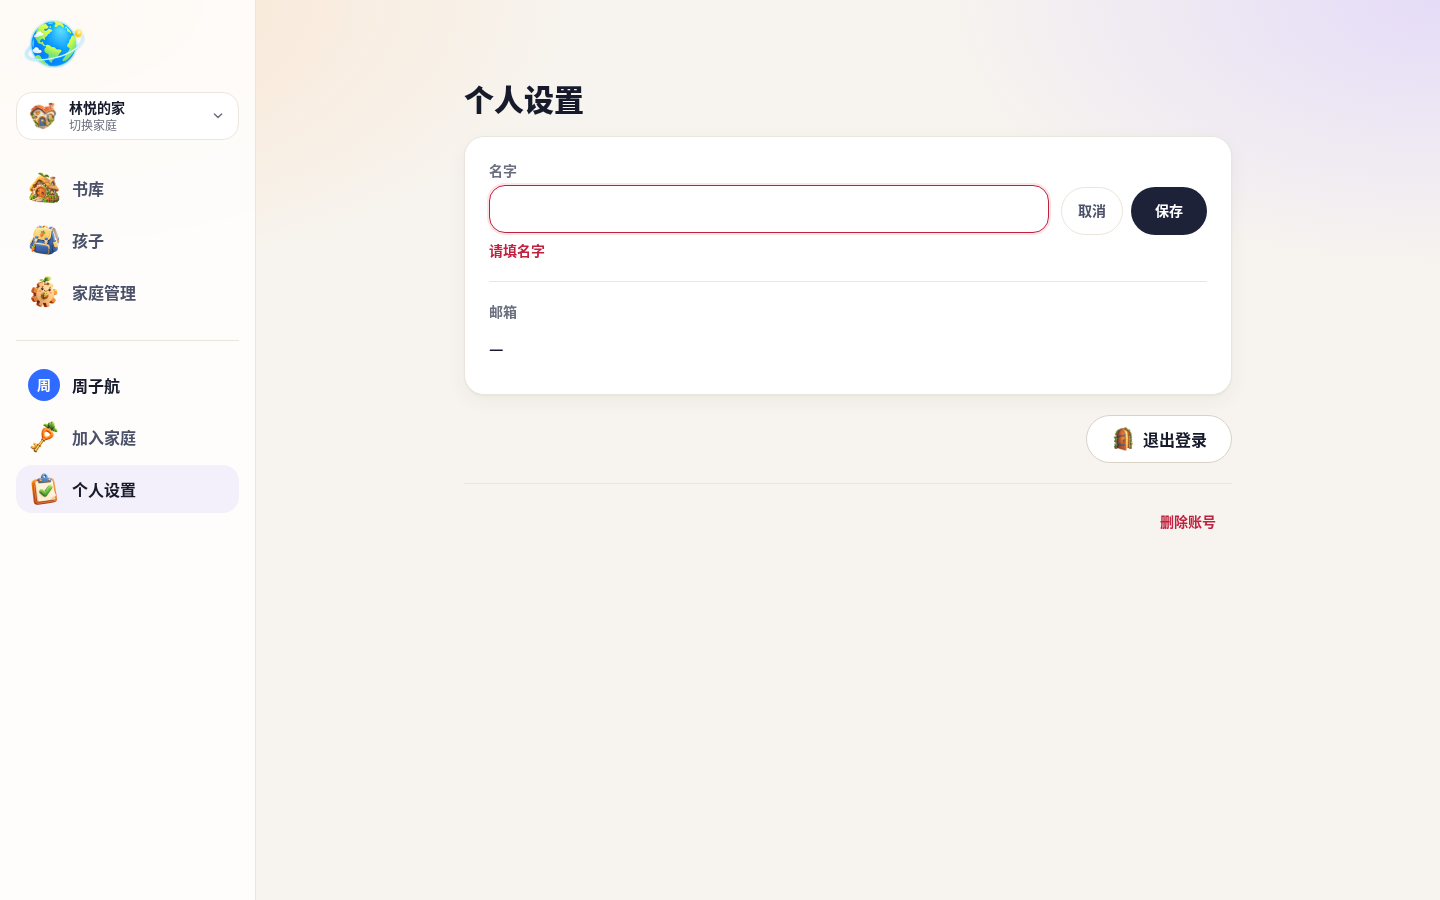 林悦的家
切换家庭
书库
孩子
家庭管理
周
周子航
加入家庭
个人设置
个人设置
名字
取消
保存
请填名字
邮箱
—
退出登录
删除账号